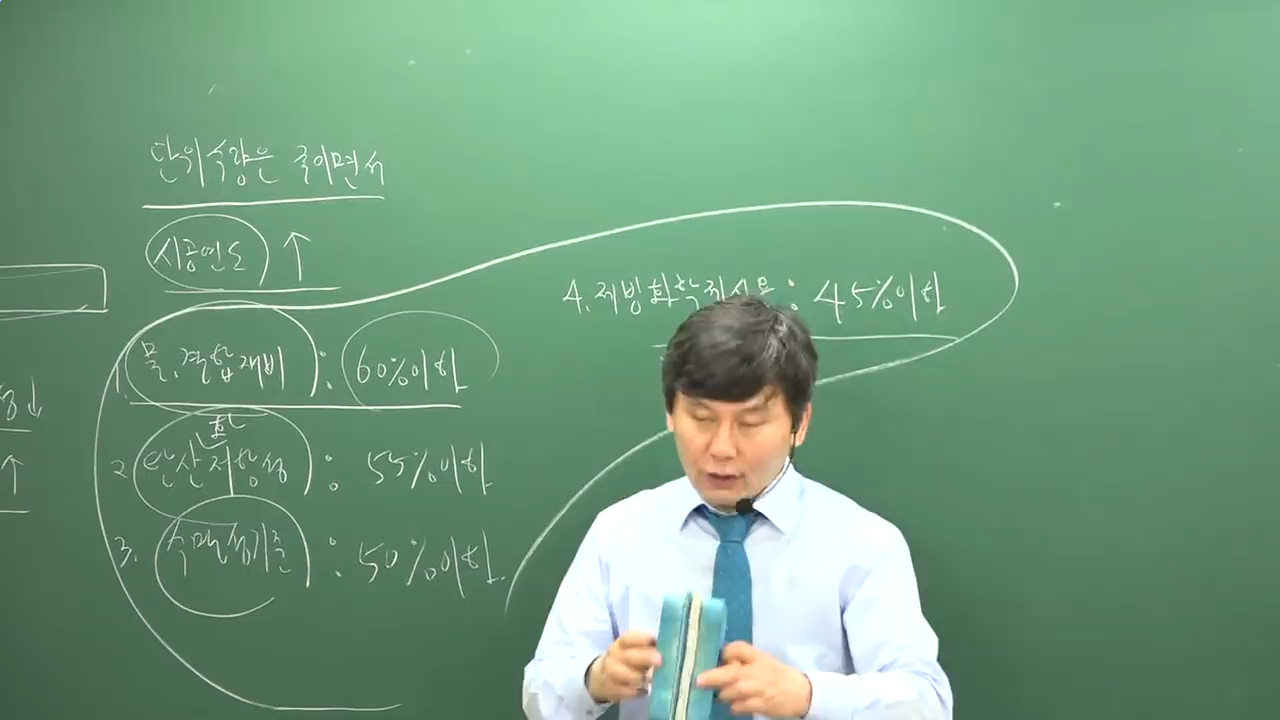 단위수량은 줄이면서
시공연도 ↑
1. 물.결합재비 : 60%이하
2. 탄산화저항성 : 55%이하
3. 수밀성기준 : 50%이하.
4. 제빙화학제사용 : 45%이하
↓
↑